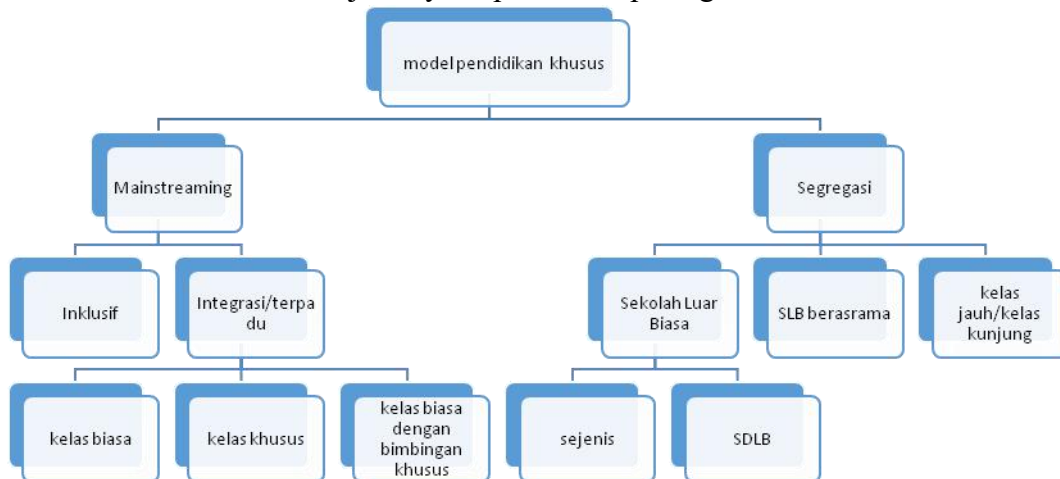 model pendidikan khusus
Mainstreaming
Segregasi
Inklusif
Integrasi/terpa
du
Sekolah Luar
Biasa
SLB berasrama
kelas
jauh/kelas
kunjung
kelas biasa
kelas khusus
kelas biasa
dengan
bimbingan
khusus
sejenis
SDLB